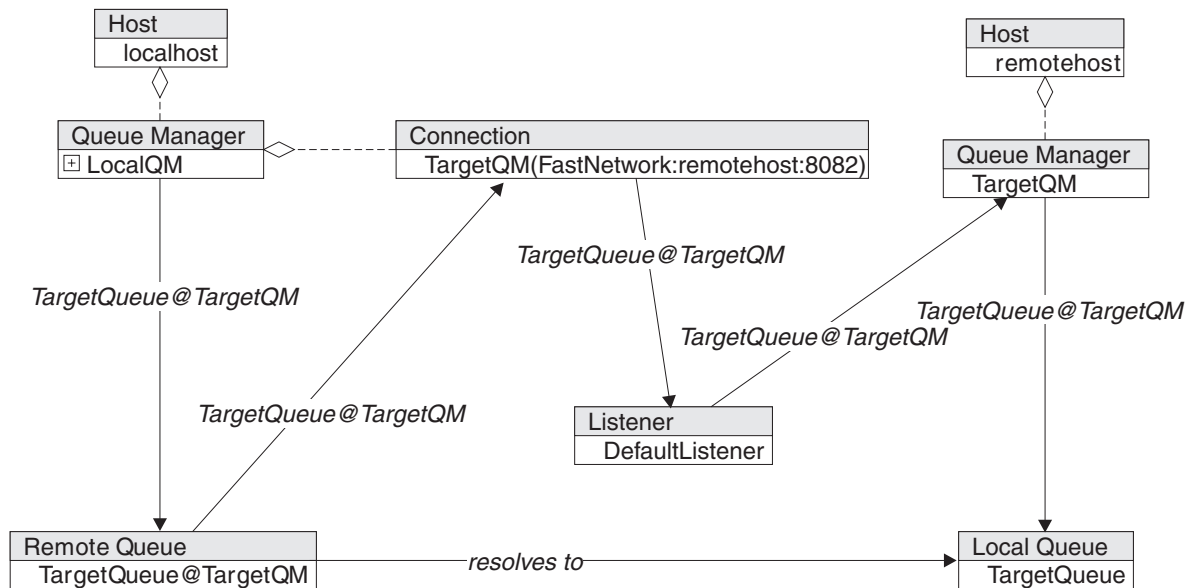 Host
localhost
Host
remotehost
Queue Manager
LocalQM
Connection
TargetQM(FastNetwork:remotehost:8082)
Queue Manager
TargetQM
TargetQueue@TargetQM
TargetQueue@TargetQM
TargetQueue@TargetQM
TargetQueue@TargetQM
TargetQueue@TargetQM
Listener
DefaultListener
Remote Queue
TargetQueue@TargetQM
resolves to
Local Queue
TargetQueue